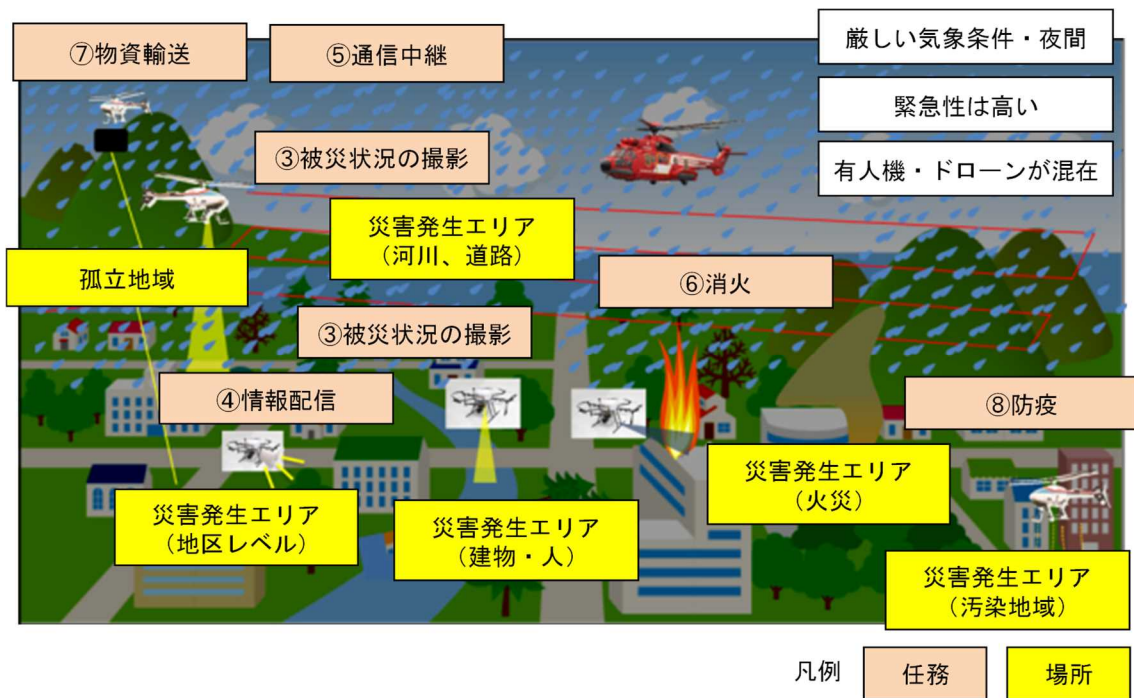 ⑦物資輸送
⑤通信中継
厳しい気象条件・夜間
緊急性は高い
有人機・ドローンが混在
③被災状況の撮影
災害発生エリア
（河川、道路）
孤立地域
⑥消火
③被災状況の撮影
④情報配信
⑧防疫
災害発生エリア
（火災）
災害発生エリア
（地区レベル）
災害発生エリア
（建物・人）
災害発生エリア
（汚染地域）
凡例
任務
場所